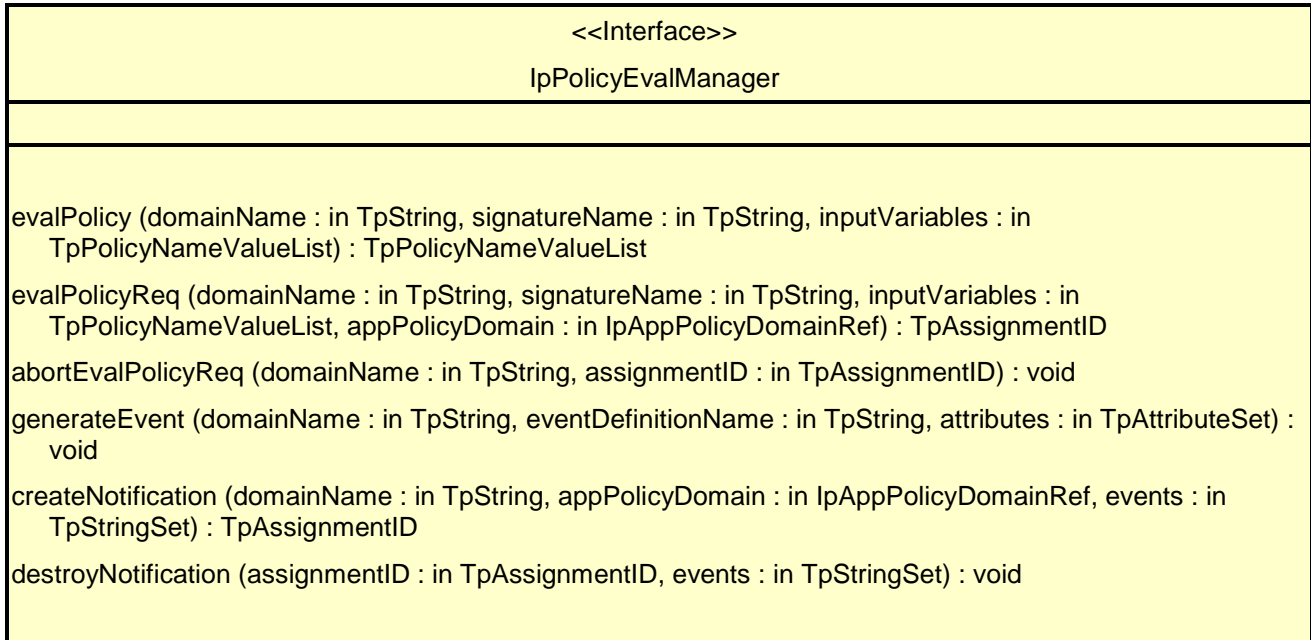 <<Interface>>
IpPolicyEvalManager
evalPolicy (domainName : in TpString, signatureName : in TpString, inputVariables : in
TpPolicyNameValueList) : TpPolicyNameValueList
evalPolicyReq (domainName : in TpString, signatureName : in TpString, inputVariables : in
TpPolicyNameValueList, appPolicyDomain : in IpAppPolicyDomainRef) : TpAssignmentID
abortEvalPolicyReq (domainName : in TpString, assignmentID : in TpAssignmentID) : void
generateEvent (domainName : in TpString, eventDefinitionName : in TpString, attributes : in TpAttributeSet) :
void
createNotification (domainName : in TpString, appPolicyDomain : in IpAppPolicyDomainRef, events : in
TpStringSet) : TpAssignmentID
destroyNotification (assignmentID : in TpAssignmentID, events : in TpStringSet) : void